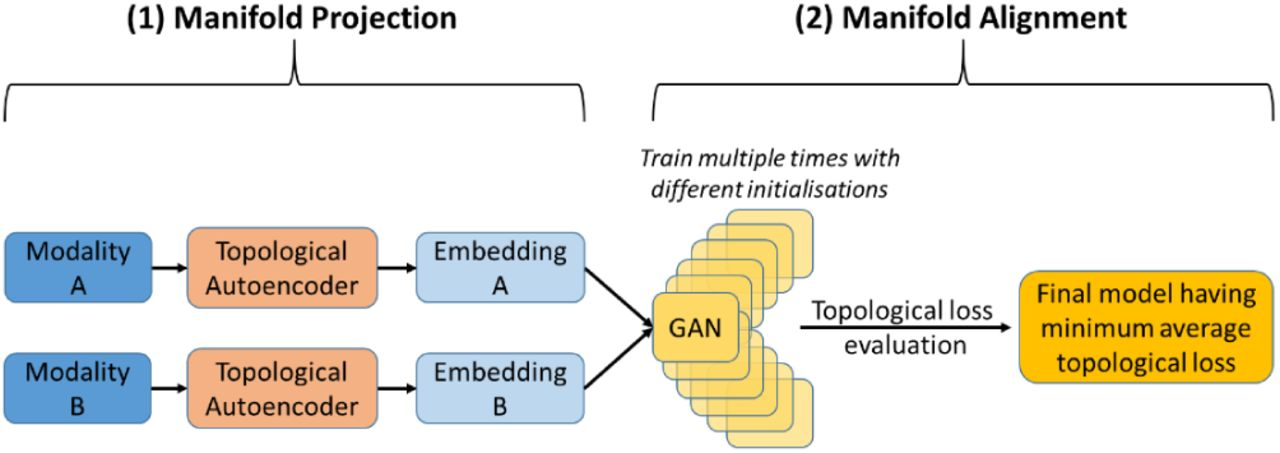 (1) Manifold Projection
(2) Manifold Alignment
Train multiple times with
different initialisations
Modality
A
Topological
Autoencoder
Embedding
A
Modality
B
Topological
Autoencoder
Embedding
B
GAN
Topological loss
evaluation
Final model having
minimum average
topological loss